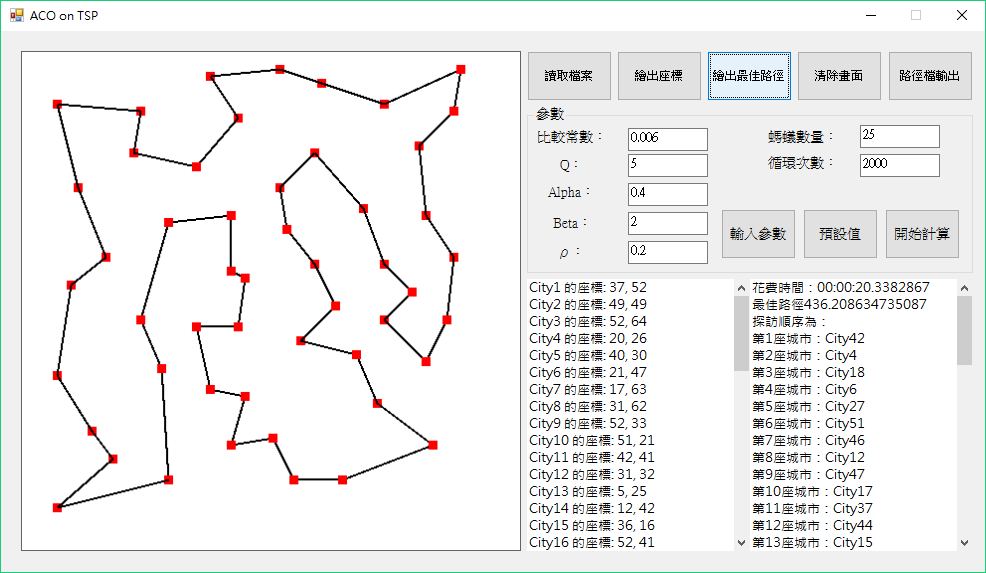 ACO on TSP
讀取檔案
繪出座標
繪出最佳路徑
清除畫面
路徑檔輸出
參數
比較常數： 0.006
螞蟻數量： 25
Q： 5
循環次數： 2000
Alpha： 0.4
Beta： 2
ρ： 0.2
輸入參數
預設值
開始計算
City1 的座標: 37, 52
City2 的座標: 49, 49
City3 的座標: 52, 64
City4 的座標: 20, 26
City5 的座標: 40, 30
City6 的座標: 21, 47
City7 的座標: 17, 63
City8 的座標: 31, 62
City9 的座標: 52, 33
City10 的座標: 51, 21
City11 的座標: 42, 41
City12 的座標: 31, 32
City13 的座標: 5, 25
City14 的座標: 12, 42
City15 的座標: 36, 16
City16 的座標: 52, 41
花費時間：00:00:20.3382867
最佳路徑436.208634735087
探訪順序為：
第1座城市：City42
第2座城市：City4
第3座城市：City18
第4座城市：City6
第5座城市：City27
第6座城市：City51
第7座城市：City46
第8座城市：City12
第9座城市：City47
第10座城市：City17
第11座城市：City37
第12座城市：City44
第13座城市：City15